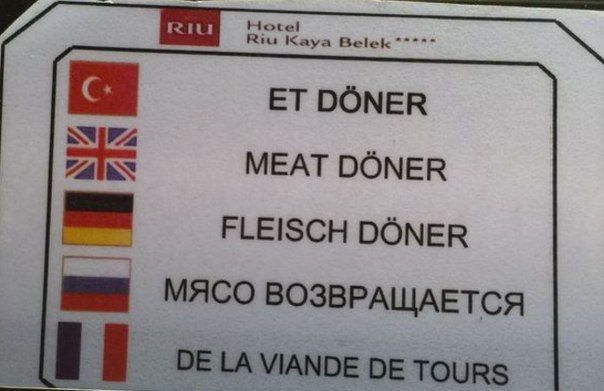 RIU
Hotel
Riu Kaya Belek*****
ET DÖNER
MEAT DÖNER
FLEISCH DÖNER
МЯСО ВОЗВРАЩАЕТСЯ
DE LA VIANDE DE TOURS